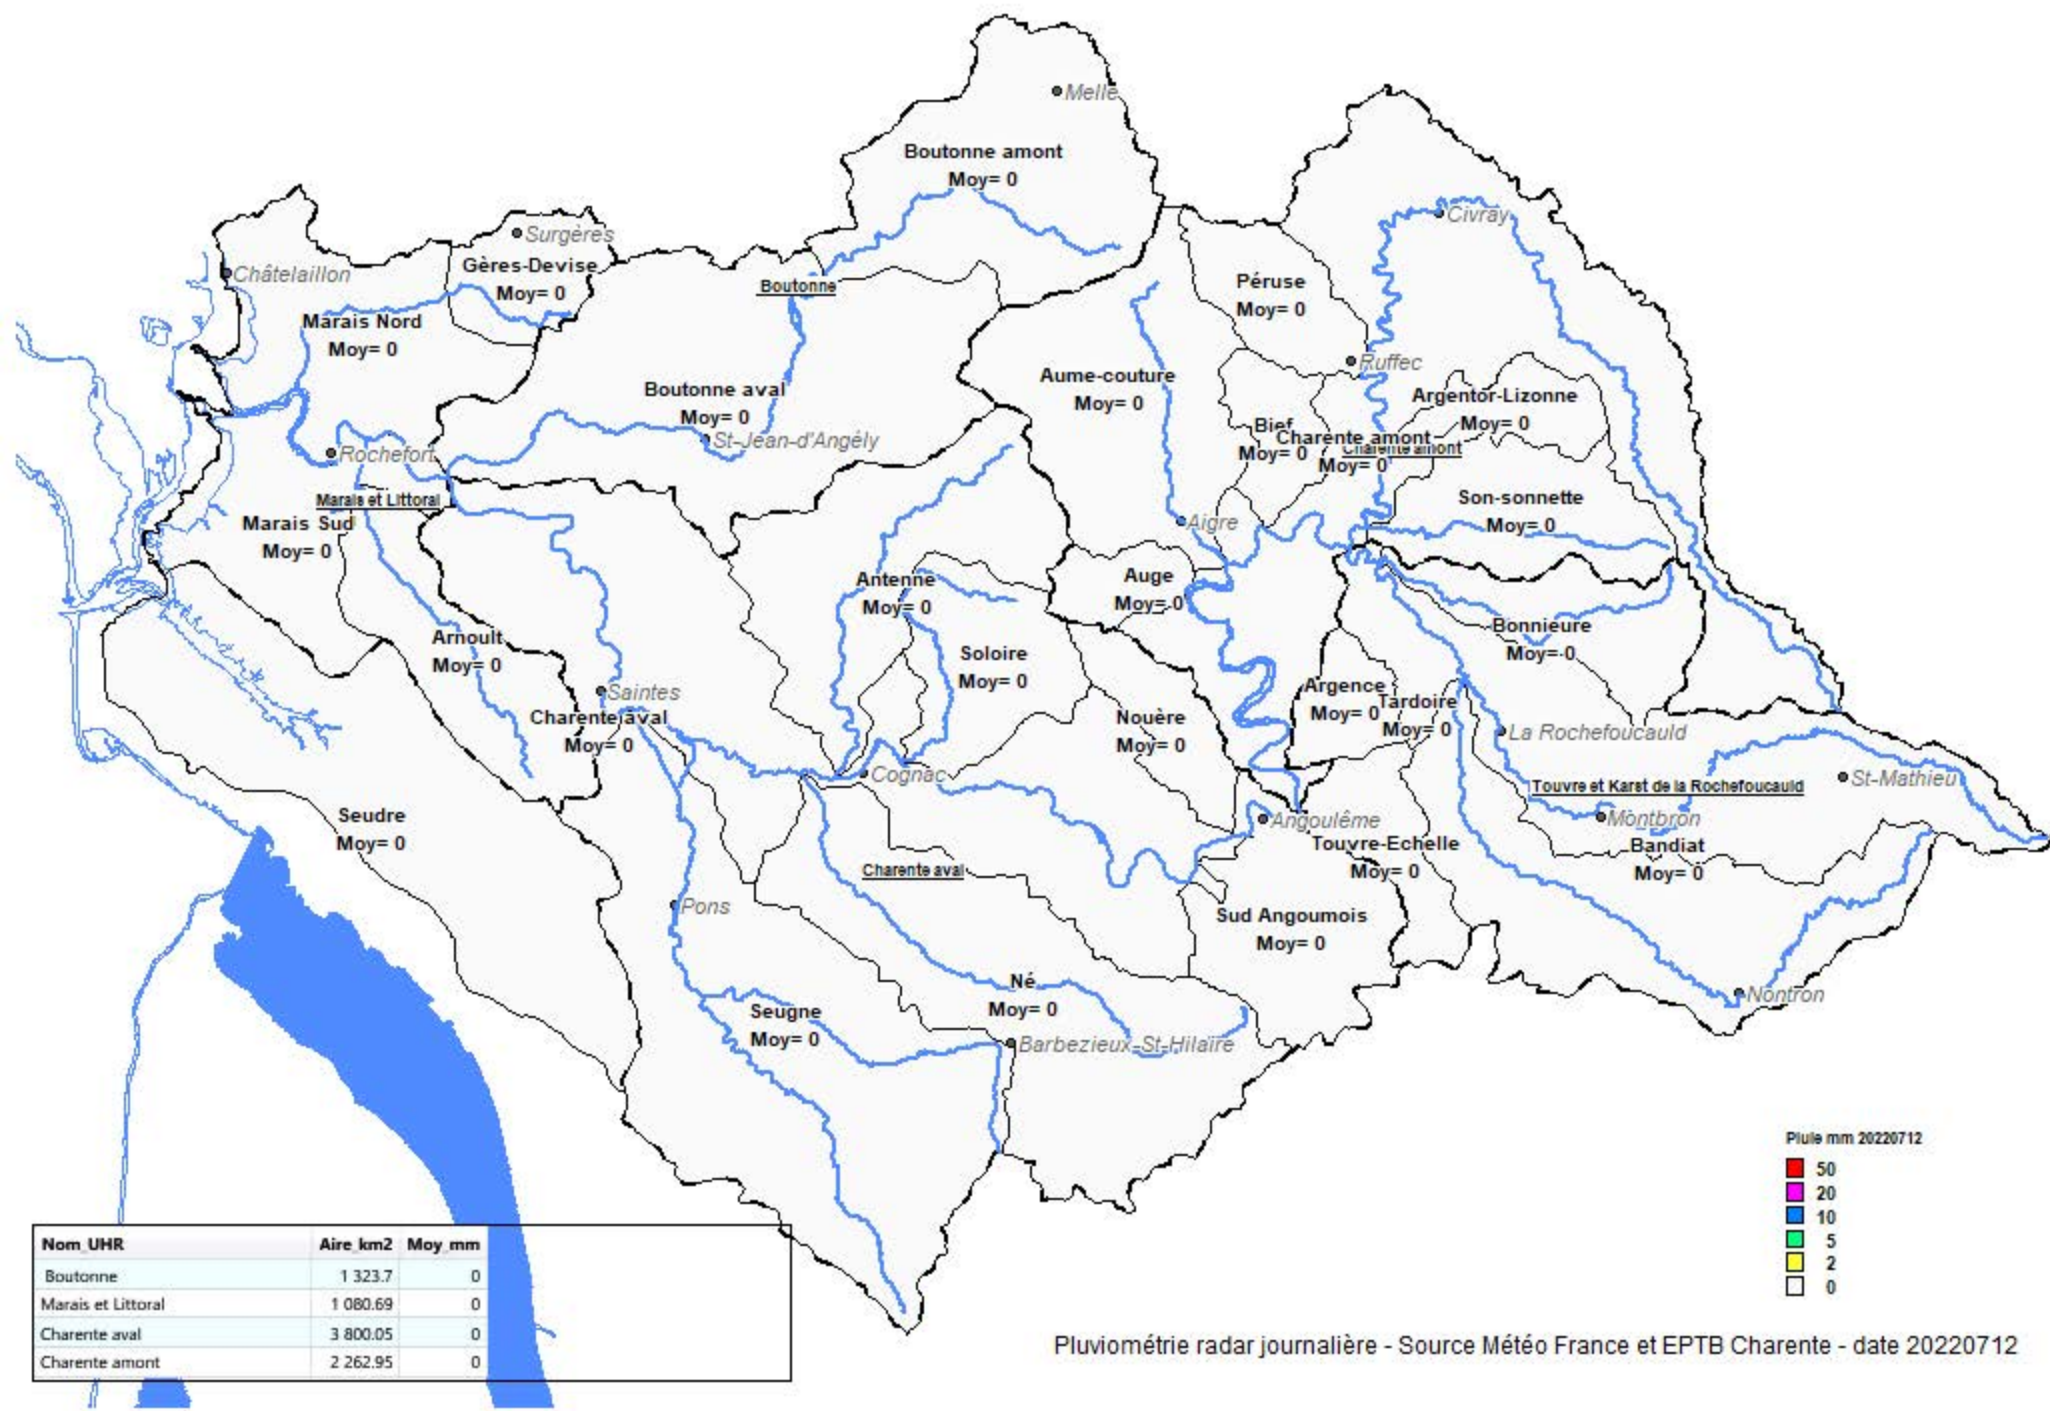 Melle
Boutonne amont
Moy= 0
Civray
Surgères
Châtelaillon
Gères-Devise
Moy= 0
Boutonne
Péruse
Moy= 0
Marais Nord
Moy= 0
Ruffec
Aume-couture
Moy= 0
Boutonne aval
Moy= 0
Argentor-Lizonne
Moy= 0
St-Jean-d'Angély
Bief
Moy= 0
Charente amont
Moy= 0
Charente amont
Rochefort
Marais et Littoral
Son-sonnette
Moy= 0
Marais Sud
Moy= 0
Aigre
Antenne
Moy= 0
Auge
Moy= 0
Bonnieure
Moy= 0
Arnoult
Moy= 0
Soloire
Moy= 0
Saintes
Argence
Moy= 0
Tardoire
Moy= 0
Charente aval
Moy= 0
Nouère
Moy= 0
La Rochefoucauld
Cognac
Touvre et Karst de la Rochefoucauld
St-Mathieu
Seudre
Moy= 0
Angoulême
Montbron
Touvre-Echelle
Moy= 0
Bandiat
Moy= 0
Charente aval
Pons
Sud Angoumois
Moy= 0
Né
Moy= 0
Nontron
Seugne
Moy= 0
Barbezieux-St-Hilaire
Pluie mm 20220712
50
20
10
5
2
0
Nom_UHR Aire_km2 Moy_mm
Boutonne 1 323.7 0
Marais et Littoral 1 080.69 0
Charente aval 3 800.05 0
Charente amont 2 262.95 0
Pluviométrie radar journalière - Source Météo France et EPTB Charente - date 20220712